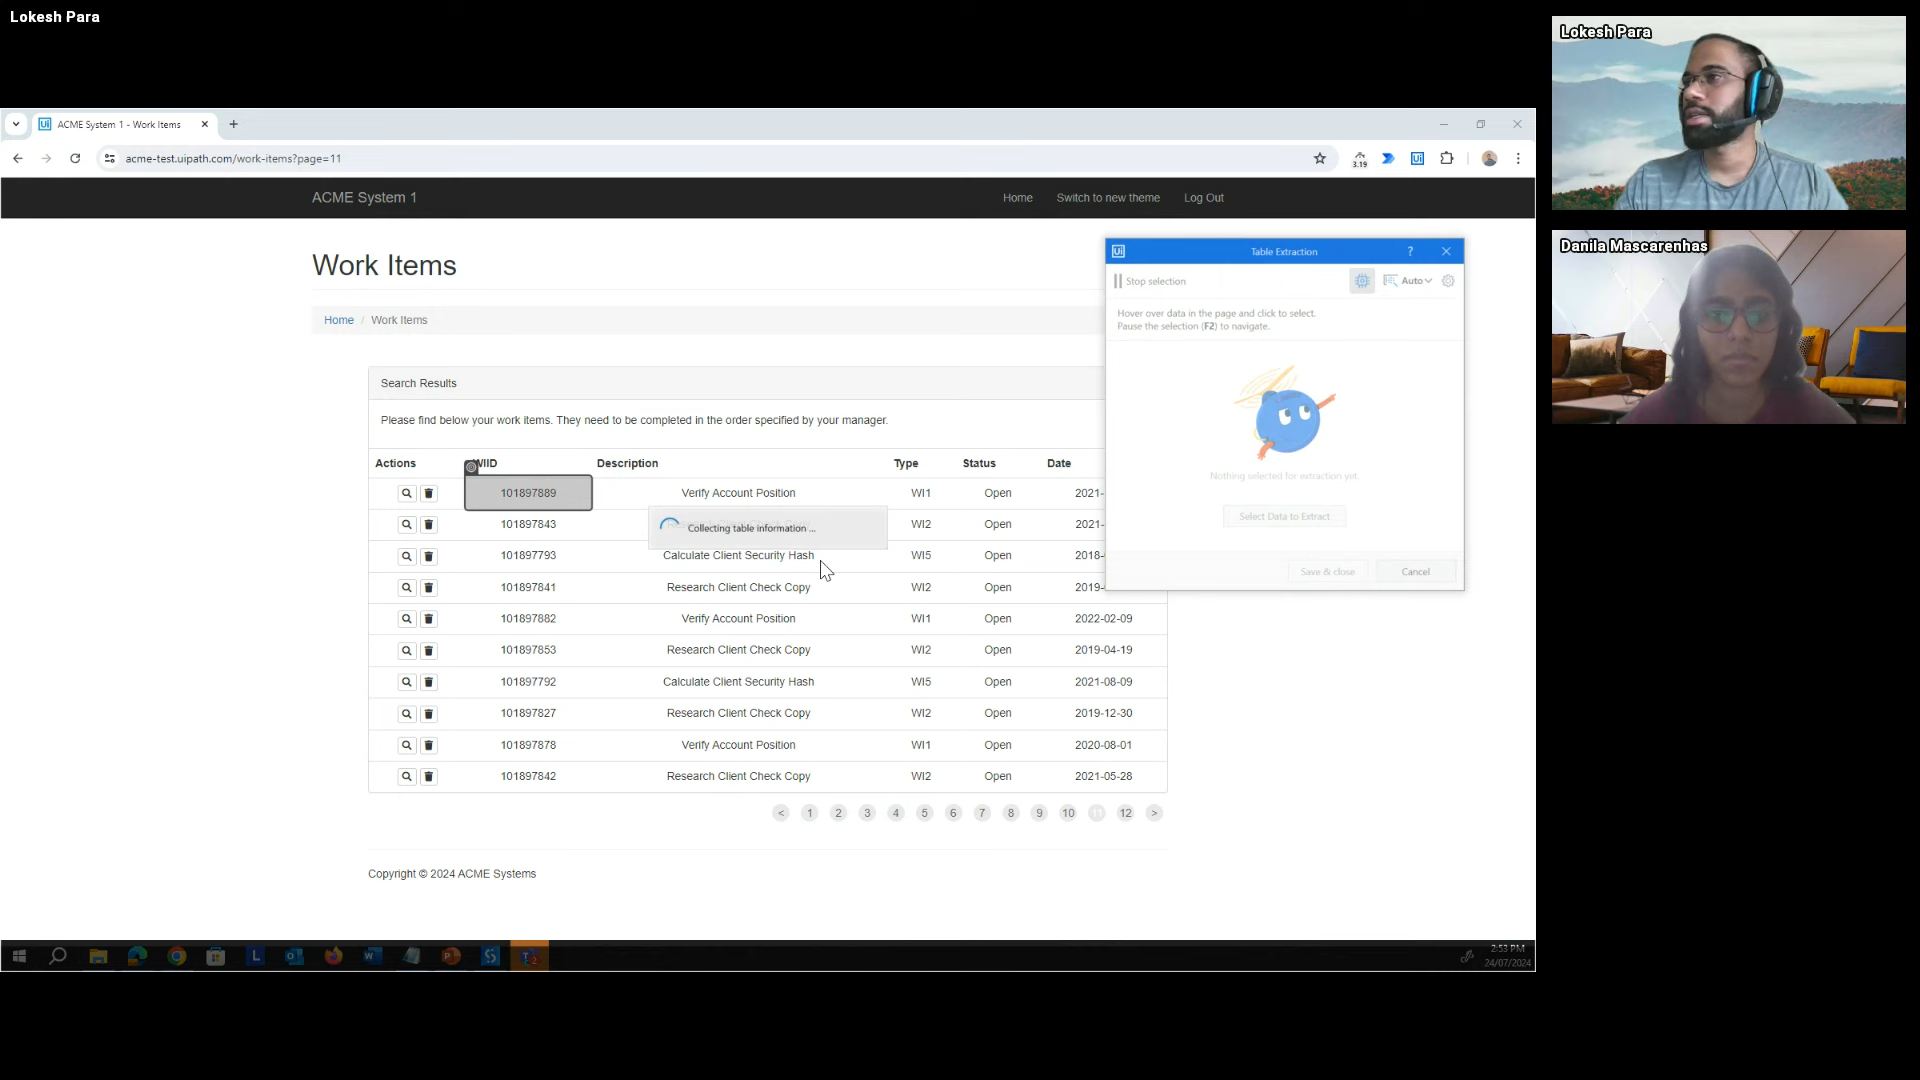 Lokesh Para
Lokesh Para
Danila Mascarenhas
ACME System 1 - Work Items
acme-test.uipath.com/work-items?page=11
3.19
ACME System 1
Home Switch to new theme Log Out
Work Items
Home / Work Items
Search Results
Please find below your work items. They need to be completed in the order specified by your manager.
Actions WIID Description Type Status Date
101897889 Verify Account Position WI1 Open 2021-
101897843 WI2 Open 2021-
Collecting table information ...
101897793 Calculate Client Security Hash WI5 Open 2018-
101897841 Research Client Check Copy WI2 Open 2019-
101897882 Verify Account Position WI1 Open 2022-02-09
101897853 Research Client Check Copy WI2 Open 2019-04-19
101897792 Calculate Client Security Hash WI5 Open 2021-08-09
101897827 Research Client Check Copy WI2 Open 2019-12-30
101897878 Verify Account Position WI1 Open 2020-08-01
101897842 Research Client Check Copy WI2 Open 2021-05-28
< 1 2 3 4 5 6 7 8 9 10 11 12 >
Copyright © 2024 ACME Systems
Ui Table Extraction ?
Stop selection Auto
Hover over data in the page and click to select.
Pause the selection (F2) to navigate.
Nothing selected for extraction yet.
Select Data to Extract
Save & close Cancel
2:53 PM
24/07/2024